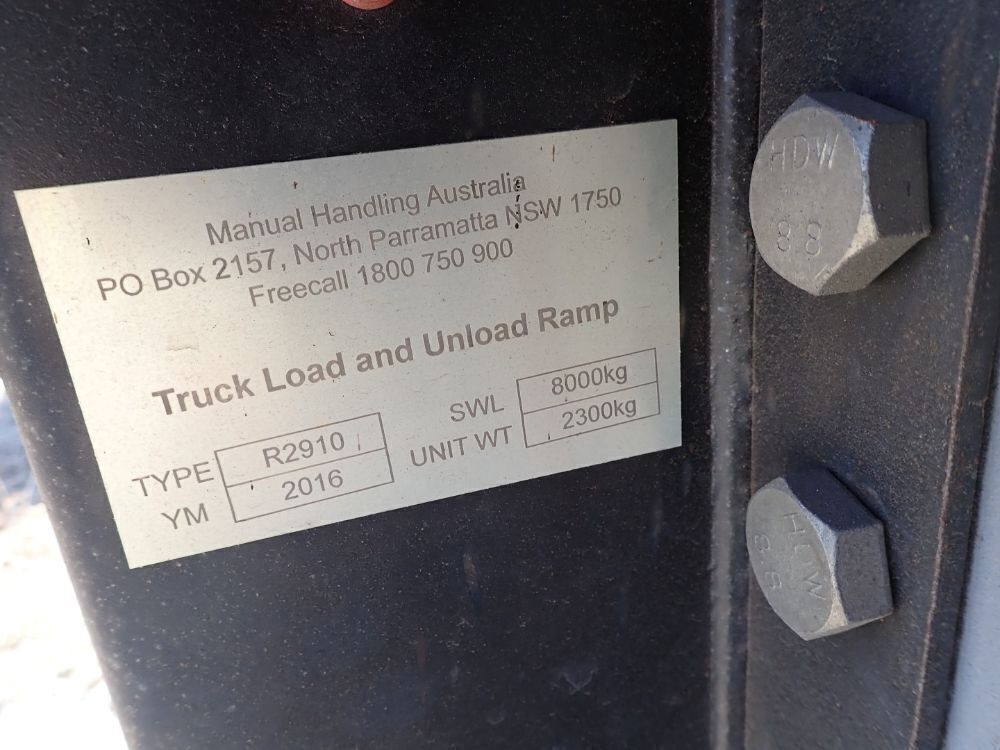 Manual Handling Australia
PO Box 2157, North Parramatta NSW 1750
Freecall 1800 750 900
Truck Load and Unload Ramp
TYPE R2910
YM 2016
SWL 8000kg
UNIT WT 2300kg
HDW
8.8
HDW
8.8